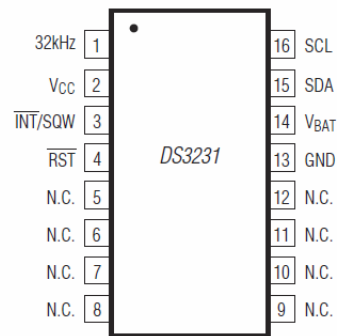 32kHz 1 16 SCL
VCC 2 15 SDA
INT/SQW 3 14 VBAT
RST 4 DS3231 13 GND
N.C. 5 12 N.C.
N.C. 6 11 N.C.
N.C. 7 10 N.C.
N.C. 8 9 N.C.